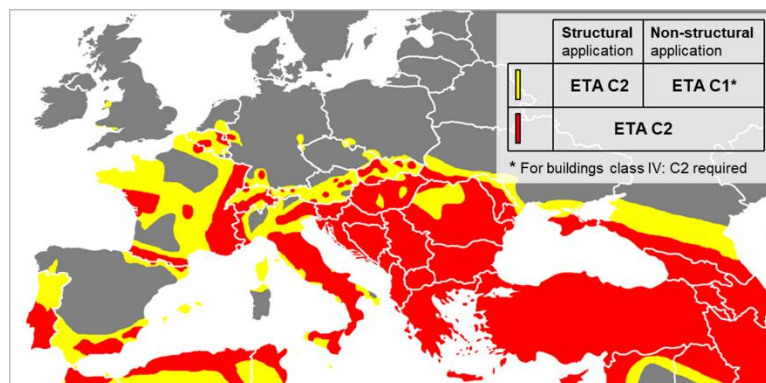 Structural
application
Non-structural
application
ETA C2
ETA C1*
ETA C2
* For buildings class IV: C2 required